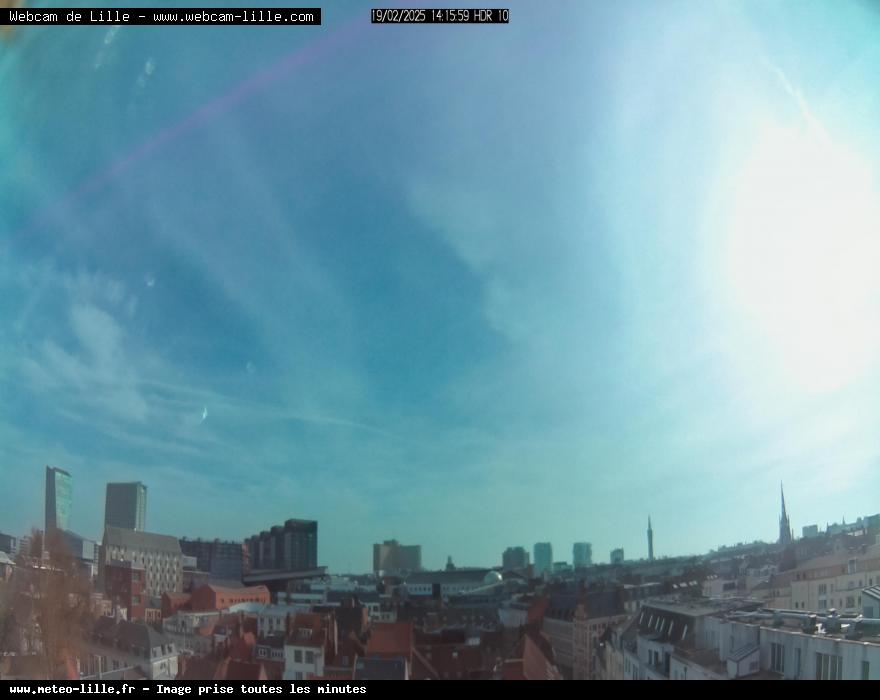 Webcam de Lille - www.webcam-lille.com
19/02/2025 14:15:59 HDR 10
www.meteo-lille.fr - Image prise toutes les minutes